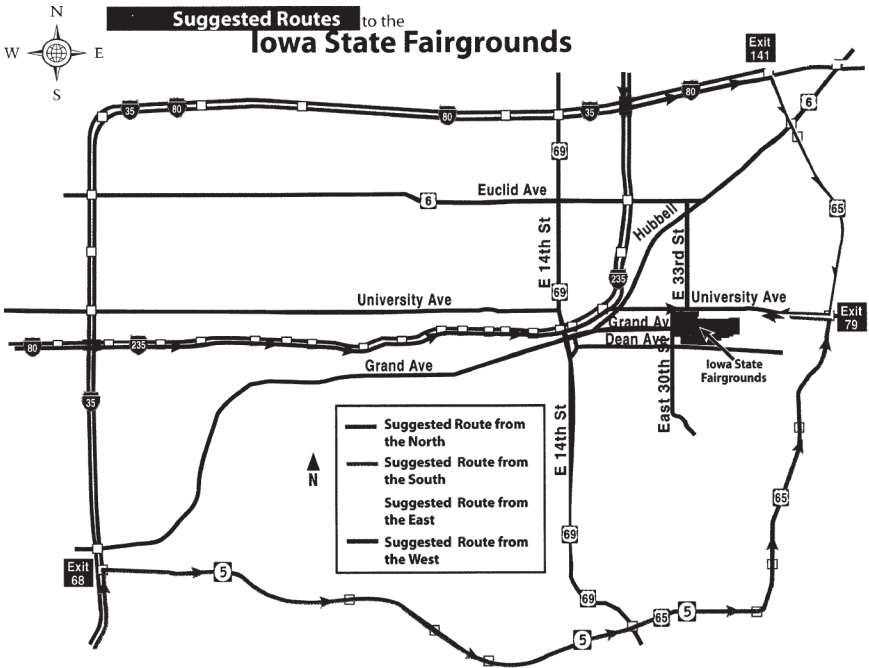 N
W E
S
Suggested Routes to the
Iowa State Fairgrounds
Exit
141
35
80
80
35
80
6
69
6
Euclid Ave
Hubbell
65
E 14th St
E 33rd St
69
235
University Ave
University Ave
Exit
79
Grand Av
Dean Ave
80
235
Grand Ave
East 30th St
Iowa State
Fairgrounds
35
N
Suggested Route from
the North
Suggested Route from
the South
Suggested Route from
the East
Suggested Route from
the West
E 14th St
65
69
Exit
68
5
69
65
5
5